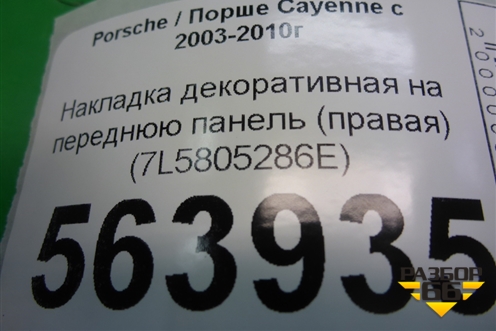 Porsche / Порше Cayenne с
2003-2010г
Накладка декоративная на
переднюю панель (правая)
(7L5805286E)
563935
РАЗБОР
66